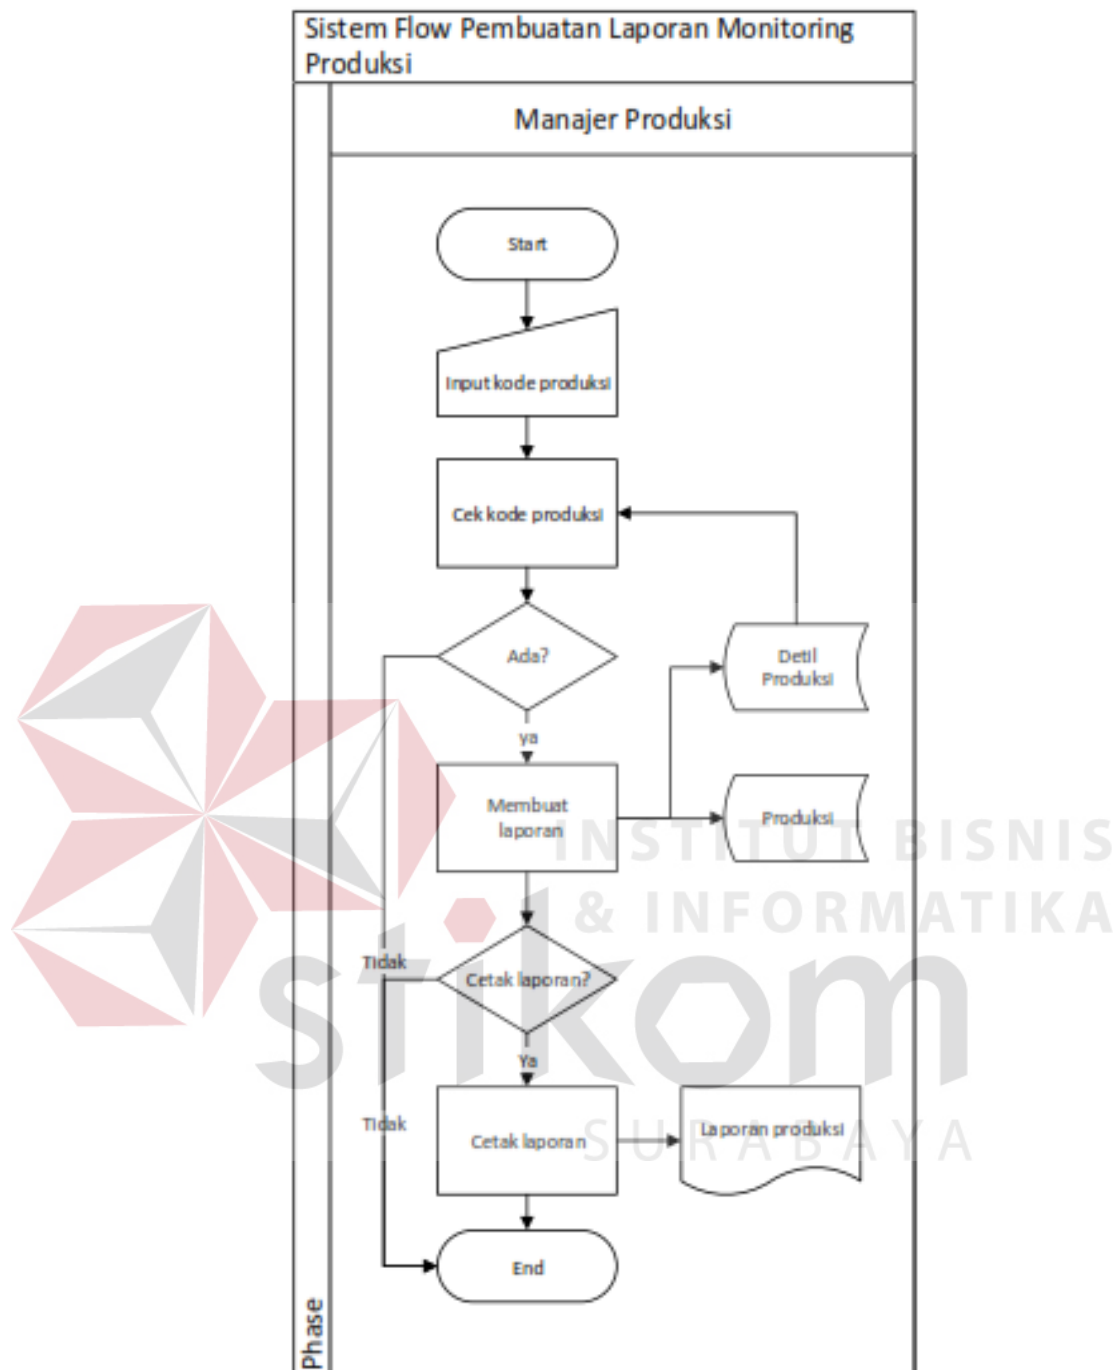 Sistem Flow Pembuatan Laporan Monitoring
Produksi
Manajer Produksi
Start
Input kode produksi
Cek kode produksi
Ada?
Detil
Produksi
ya
Membuat
laporan
Produksi
INSTITUT BISNIS
& INFORMATIKA
Tidak
Cetak laporan?
stikom
Ya
Tidak
Cetak laporan
Laporan produksi
SURABAYA
End
Phase